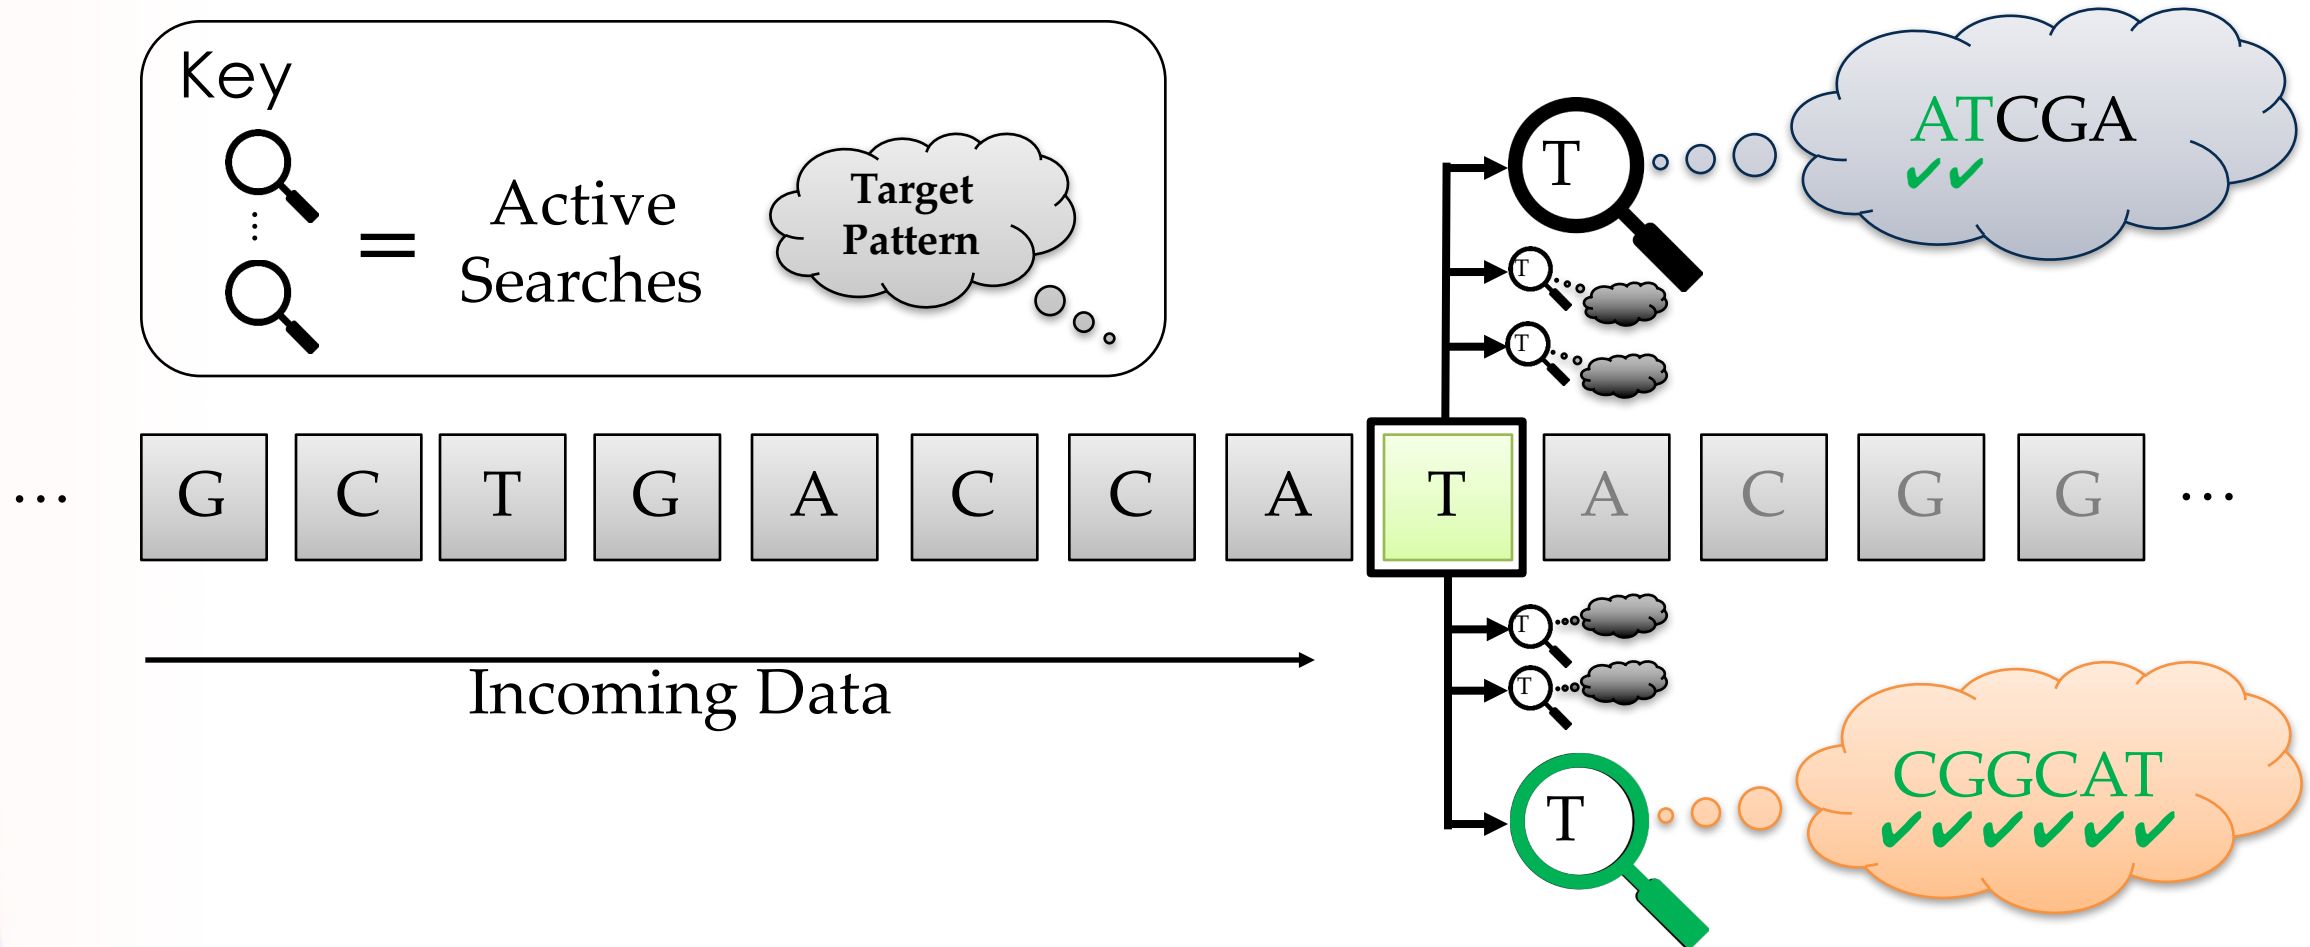 Key
⋮
=
Active
Searches
Target
Pattern
T
ATCGA
✔✔
T
T
... G C T G A C C A T A C G G ...
T
T
Incoming Data
T
CGGCAT
✔✔✔✔✔✔